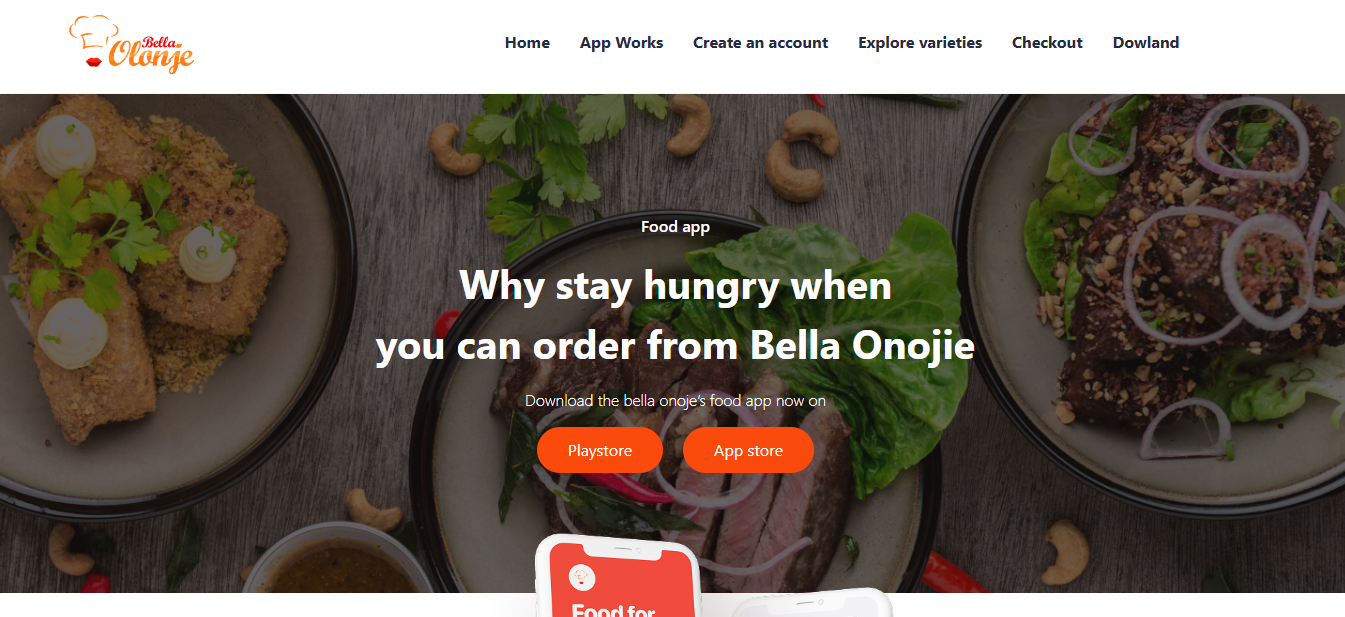 Bella
Olonje
Home App Works Create an account Explore varieties Checkout Dowland
Food app
Why stay hungry when
you can order from Bella Onojie
Download the bella onoje's food app now on
Playstore App store
Food for